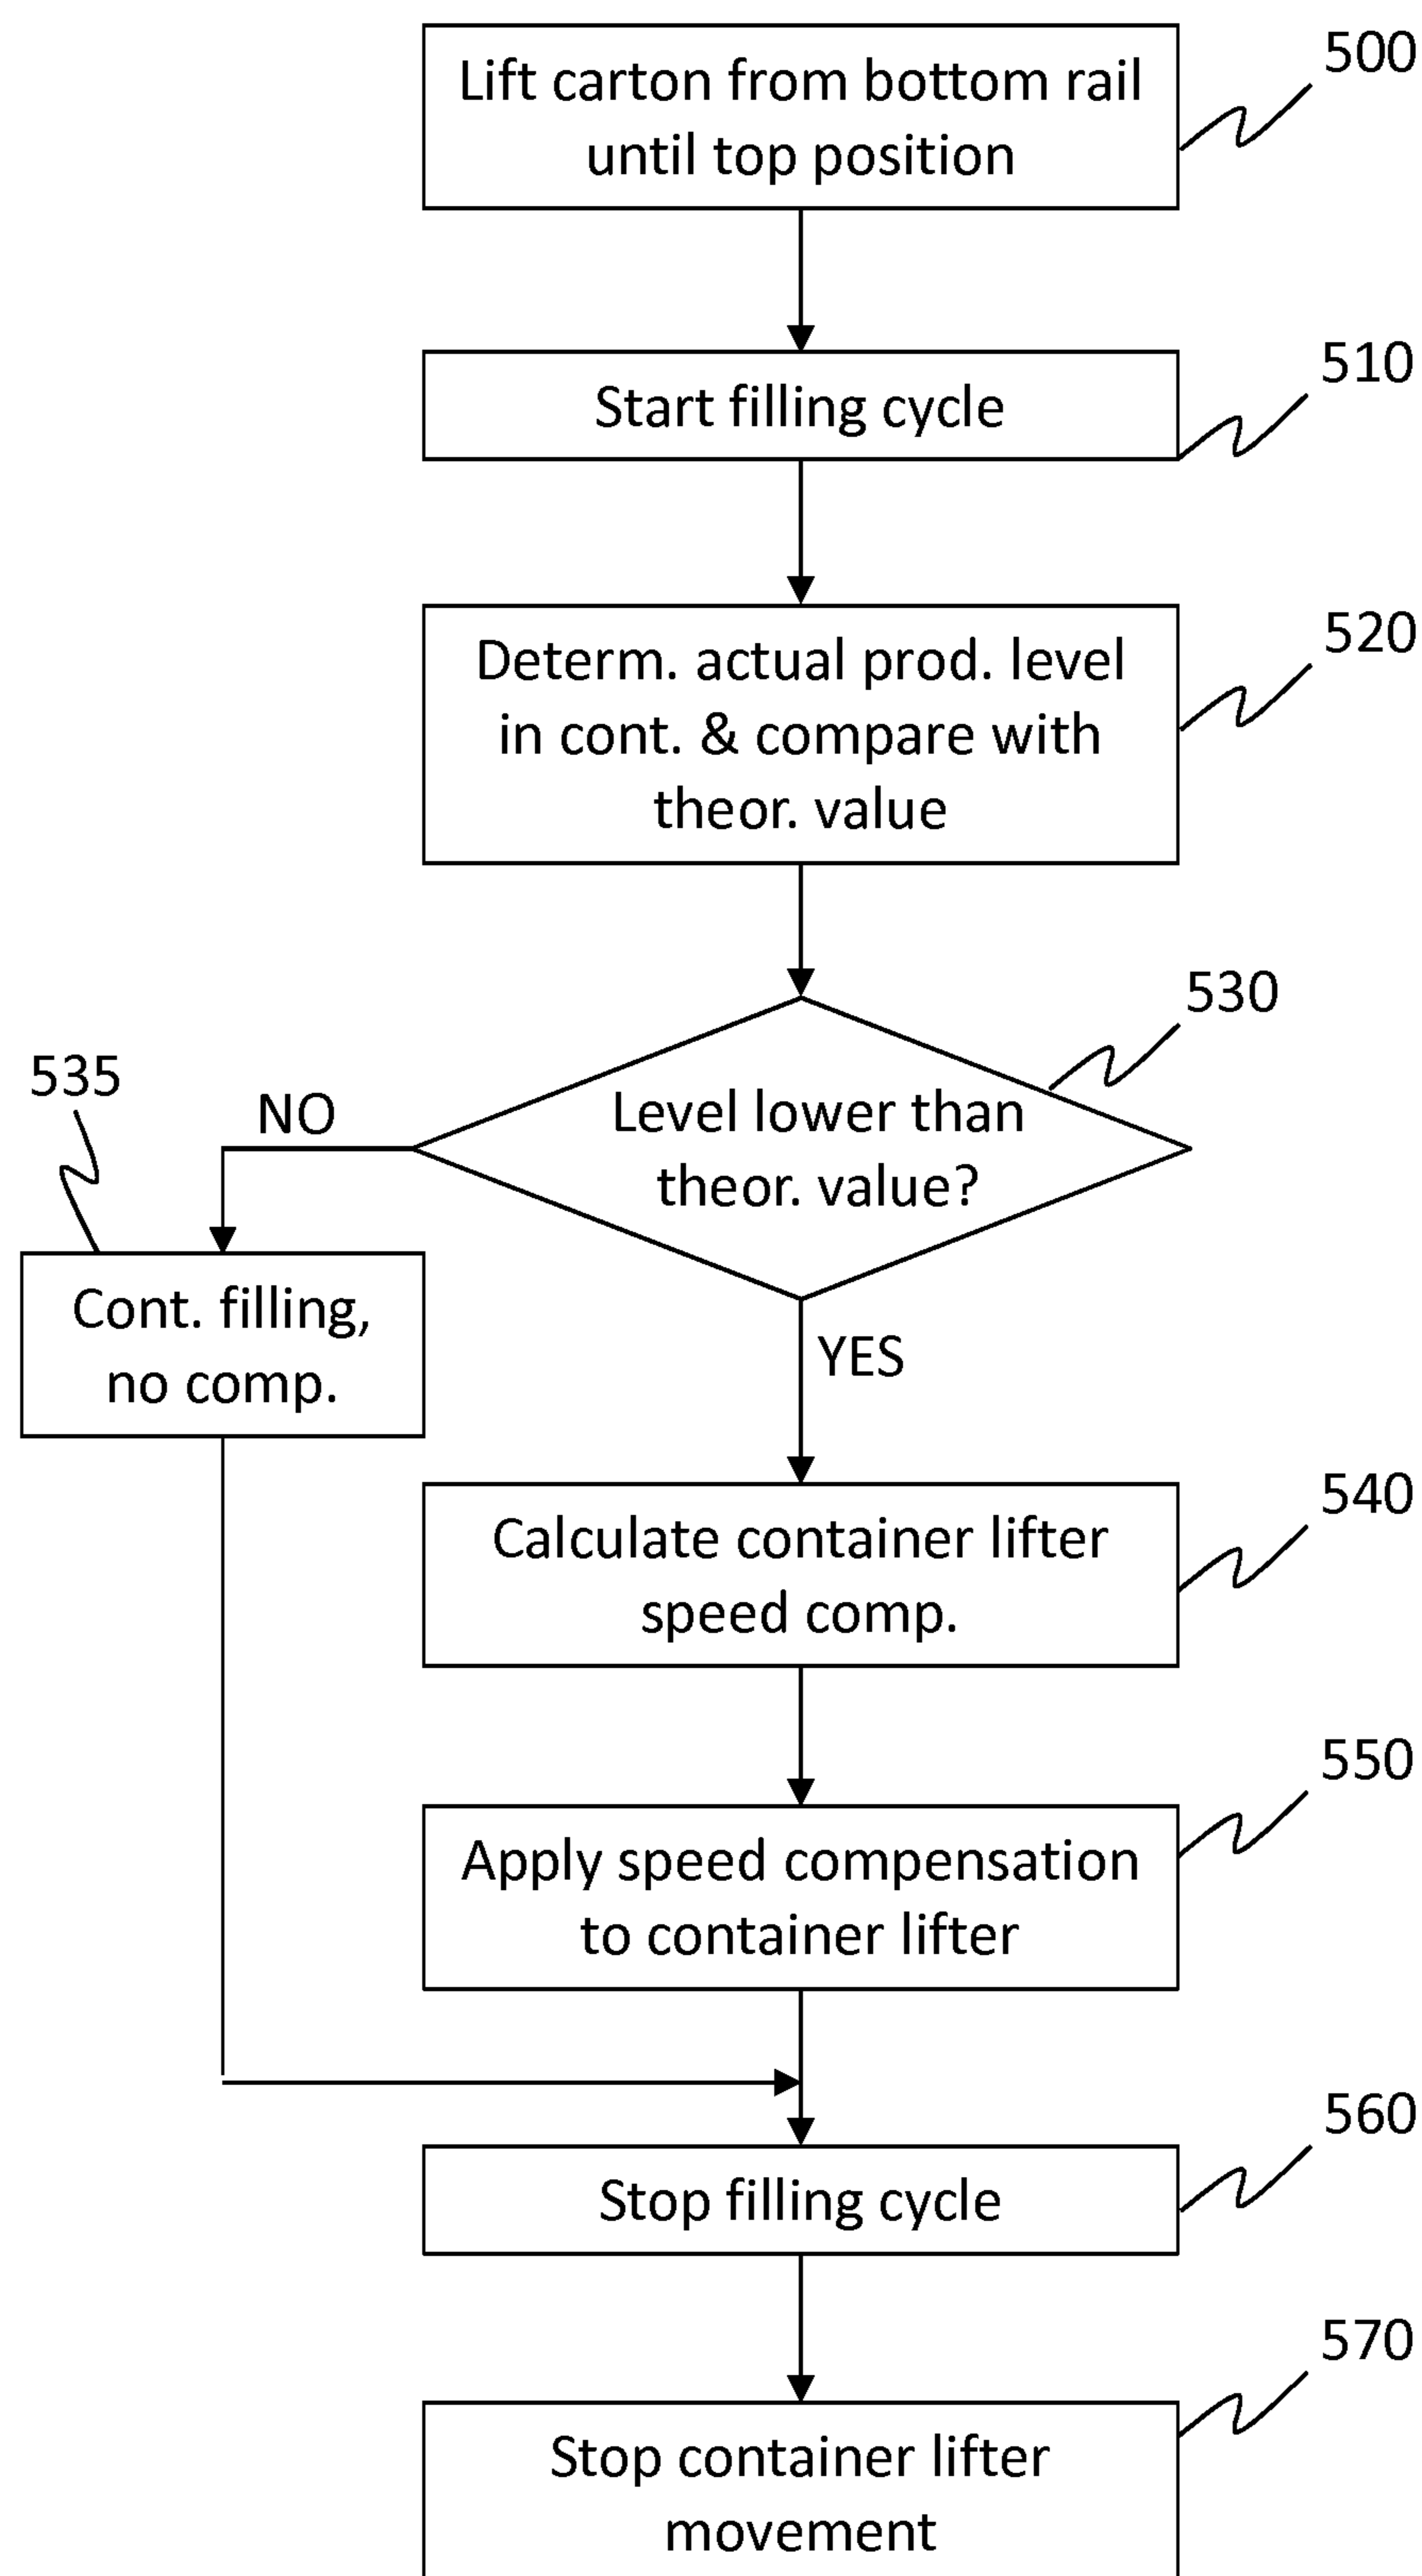 500
Lift carton from bottom rail
until top position
510
Start filling cycle
520
Determ. actual prod. level
in cont. & compare with
theor. value
530
Level lower than
theor. value?
535
NO
Cont. filling,
no comp.
YES
540
Calculate container lifter
speed comp.
550
Apply speed compensation
to container lifter
560
Stop filling cycle
570
Stop container lifter
movement